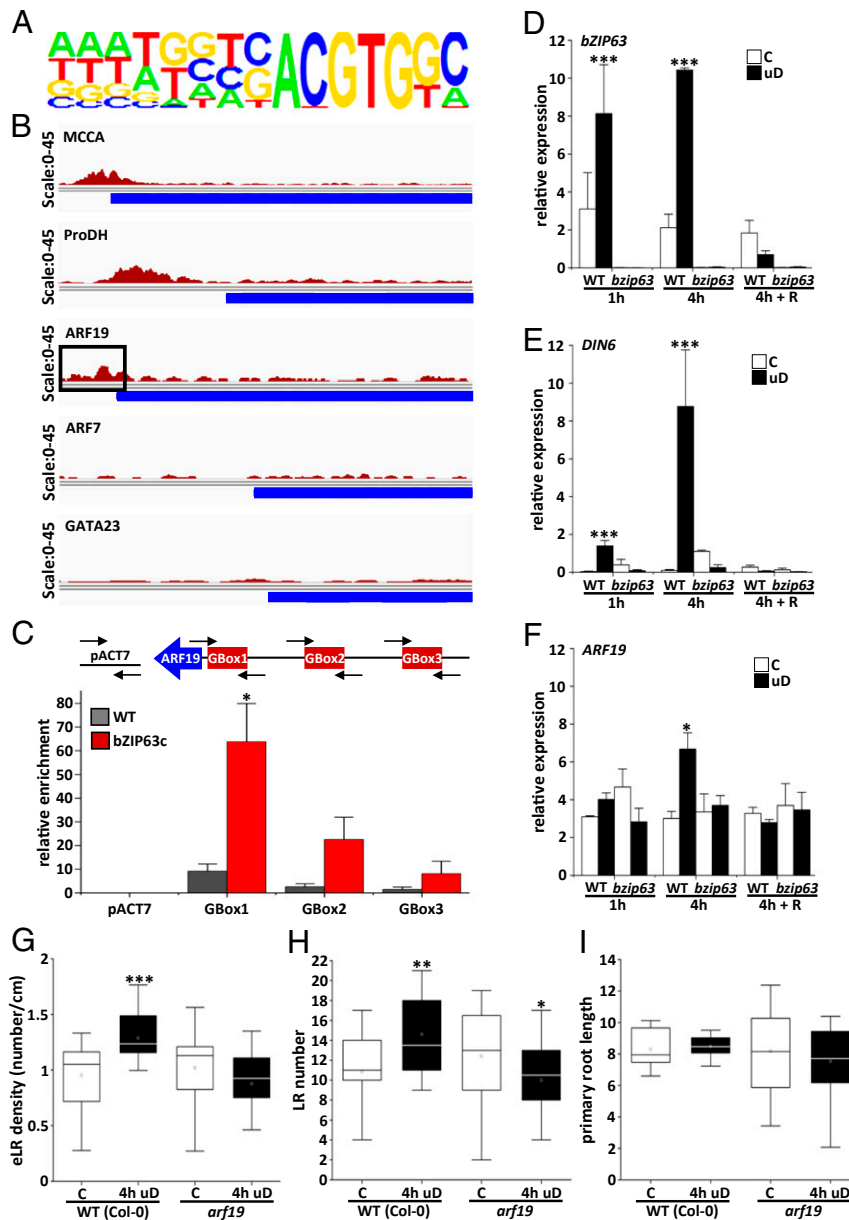 A
AAATGGTCACGTGGC
B
MCCA
Scale:0-45
ProDH
Scale:0-45
ARF19
Scale:0-45
ARF7
Scale:0-45
GATA23
Scale:0-45
C
pACT7 ARF19 GBox1 GBox2 GBox3
WT
bZIP63c
relative enrichment
80
70
60
50
40
30
20
10
0
*
pACT7 GBox1 GBox2 GBox3
D
bZIP63
C
uD
relative expression
12
10
8
6
4
2
0
*** ***
WT bzip63 WT bzip63 WT bzip63
1h 4h 4h + R
E
DIN6
C
uD
relative expression
12
10
8
6
4
2
0
*** ***
WT bzip63 WT bzip63 WT bzip63
1h 4h 4h + R
F
ARF19
C
uD
relative expression
12
10
8
6
4
2
0
*
WT bzip63 WT bzip63 WT bzip63
1h 4h 4h + R
G
eLR density (number/cm)
2
1.5
1
0.5
0
***
C 4h uD C 4h uD
WT (Col-0) arf19
H
LR number
22
20
18
16
14
12
10
8
6
4
2
0
** *
C 4h uD C 4h uD
WT (Col-0) arf19
I
primary root length
14
12
10
8
6
4
2
0
C 4h uD C 4h uD
WT (Col-0) arf19